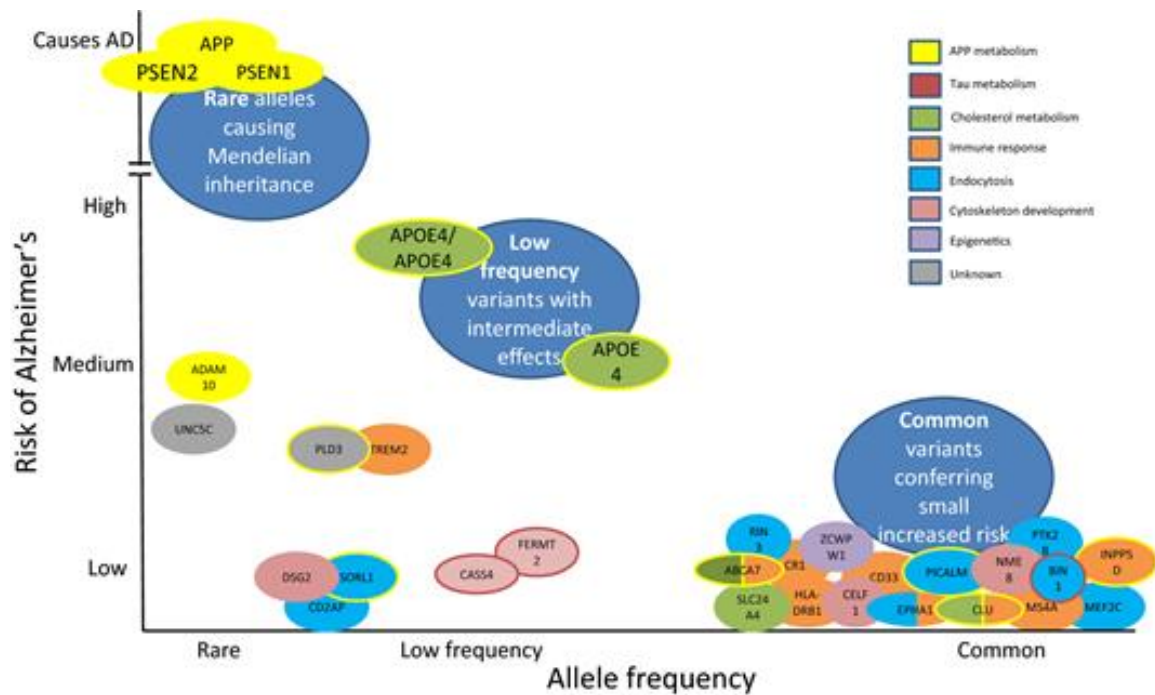 Causes AD
APP
PSEN2
PSEN1
Rare alleles
causing
Mendelian
inheritance
High
APOE4/
APOE4
Low
frequency
variants with
intermediate
effects
APOE
4
Medium
ADAM
10
UNC5C
PLD3
TREM2
Common
variants
conferring
small
increased risk
Low
DSG2
SORL1
CD2AP
CASS4
FERMT
2
RIN
3
ZCWP
W1
ABCA7
CR1
CD33
PICALM
NME
8
PTK2
B
BIN
1
INPP5
D
SLC24
A4
HLA-
DRB1
CELF
1
EPHA1
CLU
MS4A
MEF2C
APP metabolism
Tau metabolism
Cholesterol metabolism
Immune response
Endocytosis
Cytoskeleton development
Epigenetics
Unknown
Risk of Alzheimer's
Rare
Low frequency
Common
Allele frequency